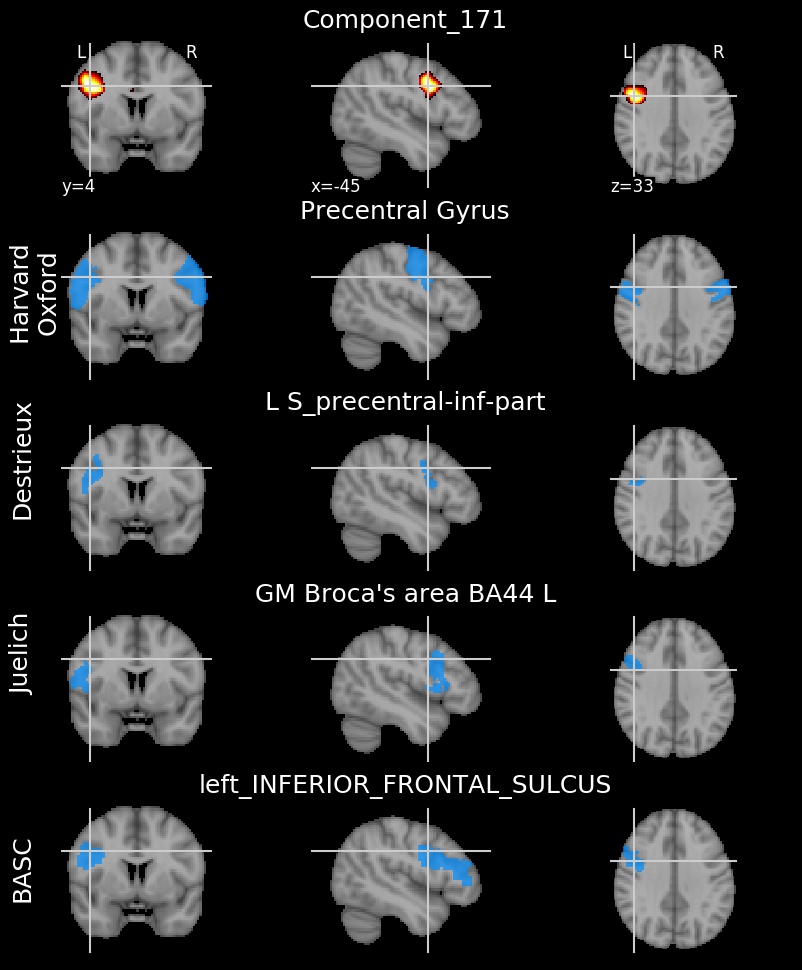 Component_171
L
R
L
R
y=4
x=-45
z=33
Precentral Gyrus
Harvard
Oxford
L S_precentral-inf-part
Destrieux
GM Broca's area BA44 L
Juelich
left_INFERIOR_FRONTAL_SULCUS
BASC